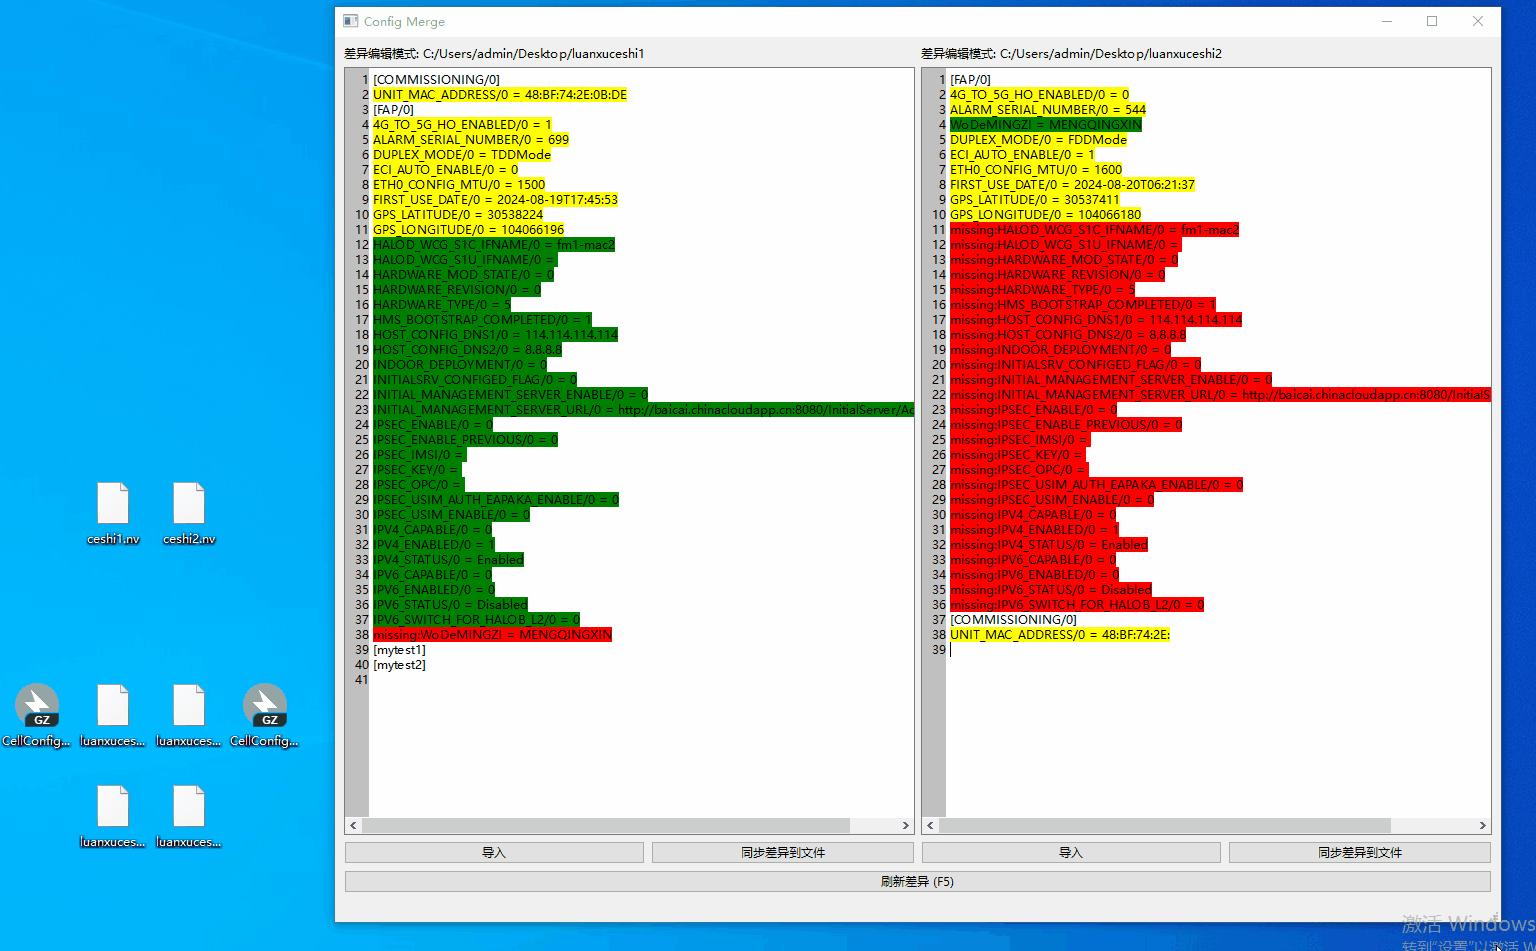 Config Merge
差异编辑模式: C:/Users/admin/Desktop/luanxuceshi1
1 [COMMISSIONING/0]
2 UNIT_MAC_ADDRESS/0 = 48:BF:74:2E:0B:DE
3 [FAP/0]
4 4G_TO_5G_HO_ENABLED/0 = 1
5 ALARM_SERIAL_NUMBER/0 = 699
6 DUPLEX_MODE/0 = TDDMode
7 ECI_AUTO_ENABLE/0 = 0
8 ETH0_CONFIG_MTU/0 = 1500
9 FIRST_USE_DATE/0 = 2024-08-19T17:45:53
10 GPS_LATITUDE/0 = 30538224
11 GPS_LONGITUDE/0 = 104066196
12 HALOD_WCG_S1C_IFNAME/0 = fm1-mac2
13 HALOD_WCG_S1U_IFNAME/0 =
14 HARDWARE_MOD_STATE/0 = 0
15 HARDWARE_REVISION/0 = 0
16 HARDWARE_TYPE/0 = 5
17 HMS_BOOTSTRAP_COMPLETED/0 = 1
18 HOST_CONFIG_DNS1/0 = 114.114.114.114
19 HOST_CONFIG_DNS2/0 = 8.8.8.8
20 INDOOR_DEPLOYMENT/0 = 0
21 INITIALSRV_CONFIGED_FLAG/0 = 0
22 INITIAL_MANAGEMENT_SERVER_ENABLE/0 = 0
23 INITIAL_MANAGEMENT_SERVER_URL/0 = http://baicai.chinacloudapp.cn:8080/InitialServer/Ac
24 IPSEC_ENABLE/0 = 0
25 IPSEC_ENABLE_PREVIOUS/0 = 0
26 IPSEC_IMSI/0 =
27 IPSEC_KEY/0 =
28 IPSEC_OPC/0 =
29 IPSEC_USIM_AUTH_EAPAKA_ENABLE/0 = 0
30 IPSEC_USIM_ENABLE/0 = 0
31 IPV4_CAPABLE/0 = 0
32 IPV4_ENABLED/0 = 1
33 IPV4_STATUS/0 = Enabled
34 IPV6_CAPABLE/0 = 0
35 IPV6_ENABLED/0 = 0
36 IPV6_STATUS/0 = Disabled
37 IPV6_SWITCH_FOR_HALOB_L2/0 = 0
38 missing:WoDeMINGZI = MENGQINGXIN
39 [mytest1]
40 [mytest2]
41
导入
同步差异到文件
差异编辑模式: C:/Users/admin/Desktop/luanxuceshi2
1 [FAP/0]
2 4G_TO_5G_HO_ENABLED/0 = 0
3 ALARM_SERIAL_NUMBER/0 = 544
4 WoDeMINGZI = MENGQINGXIN
5 DUPLEX_MODE/0 = FDDMode
6 ECI_AUTO_ENABLE/0 = 1
7 ETH0_CONFIG_MTU/0 = 1600
8 FIRST_USE_DATE/0 = 2024-08-20T06:21:37
9 GPS_LATITUDE/0 = 30537411
10 GPS_LONGITUDE/0 = 104066180
11 missing:HALOD_WCG_S1C_IFNAME/0 = fm1-mac2
12 missing:HALOD_WCG_S1U_IFNAME/0 =
13 missing:HARDWARE_MOD_STATE/0 = 0
14 missing:HARDWARE_REVISION/0 = 0
15 missing:HARDWARE_TYPE/0 = 5
16 missing:HMS_BOOTSTRAP_COMPLETED/0 = 1
17 missing:HOST_CONFIG_DNS1/0 = 114.114.114.114
18 missing:HOST_CONFIG_DNS2/0 = 8.8.8.8
19 missing:INDOOR_DEPLOYMENT/0 = 0
20 missing:INITIALSRV_CONFIGED_FLAG/0 = 0
21 missing:INITIAL_MANAGEMENT_SERVER_ENABLE/0 = 0
22 missing:INITIAL_MANAGEMENT_SERVER_URL/0 = http://baicai.chinacloudapp.cn:8080/InitialS
23 missing:IPSEC_ENABLE/0 = 0
24 missing:IPSEC_ENABLE_PREVIOUS/0 = 0
25 missing:IPSEC_IMSI/0 =
26 missing:IPSEC_KEY/0 =
27 missing:IPSEC_OPC/0 =
28 missing:IPSEC_USIM_AUTH_EAPAKA_ENABLE/0 = 0
29 missing:IPSEC_USIM_ENABLE/0 = 0
30 missing:IPV4_CAPABLE/0 = 0
31 missing:IPV4_ENABLED/0 = 1
32 missing:IPV4_STATUS/0 = Enabled
33 missing:IPV6_CAPABLE/0 = 0
34 missing:IPV6_ENABLED/0 = 0
35 missing:IPV6_STATUS/0 = Disabled
36 missing:IPV6_SWITCH_FOR_HALOB_L2/0 = 0
37 [COMMISSIONING/0]
38 UNIT_MAC_ADDRESS/0 = 48:BF:74:2E:
39
导入
同步差异到文件
刷新差异 (F5)
ceshi1.nv
ceshi2.nv
GZ
GZ
CellConfig...
luanxuces...
luanxuces...
CellConfig...
luanxuces...
luanxuces...
激活 Windows
转到"设置"以激活 W